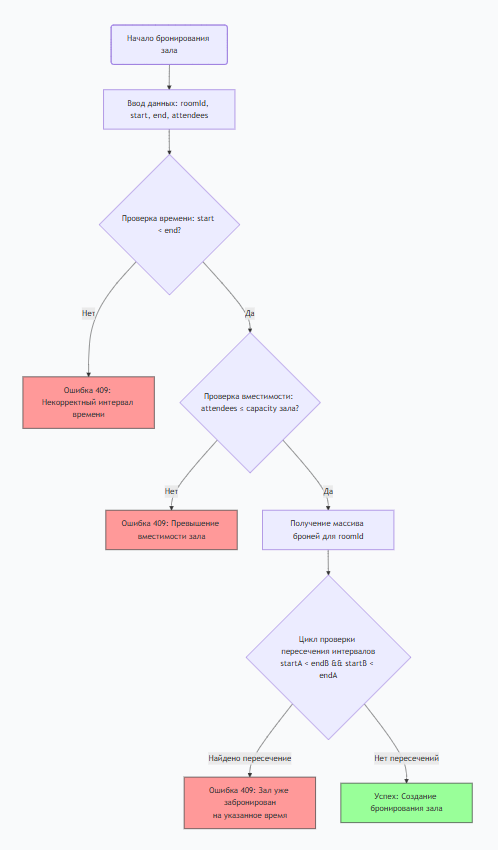 Начало бронирования
зала
Ввод данных: roomId,
start, end, attendees
Проверка времени: start
< end?
Нет
Да
Ошибка 409:
Некорректный интервал
времени
Проверка вместимости:
attendees ≤ capacity зала?
Нет
Да
Ошибка 409: Превышение
вместимости зала
Получение массива
броней для roomId
Цикл проверки
пересечения интервалов
startA < endB && startB <
endA
Найдено пересечение
Нет пересечений
Ошибка 409: Зал уже
забронирован
на указанное время
Успех: Создание
бронирования зала